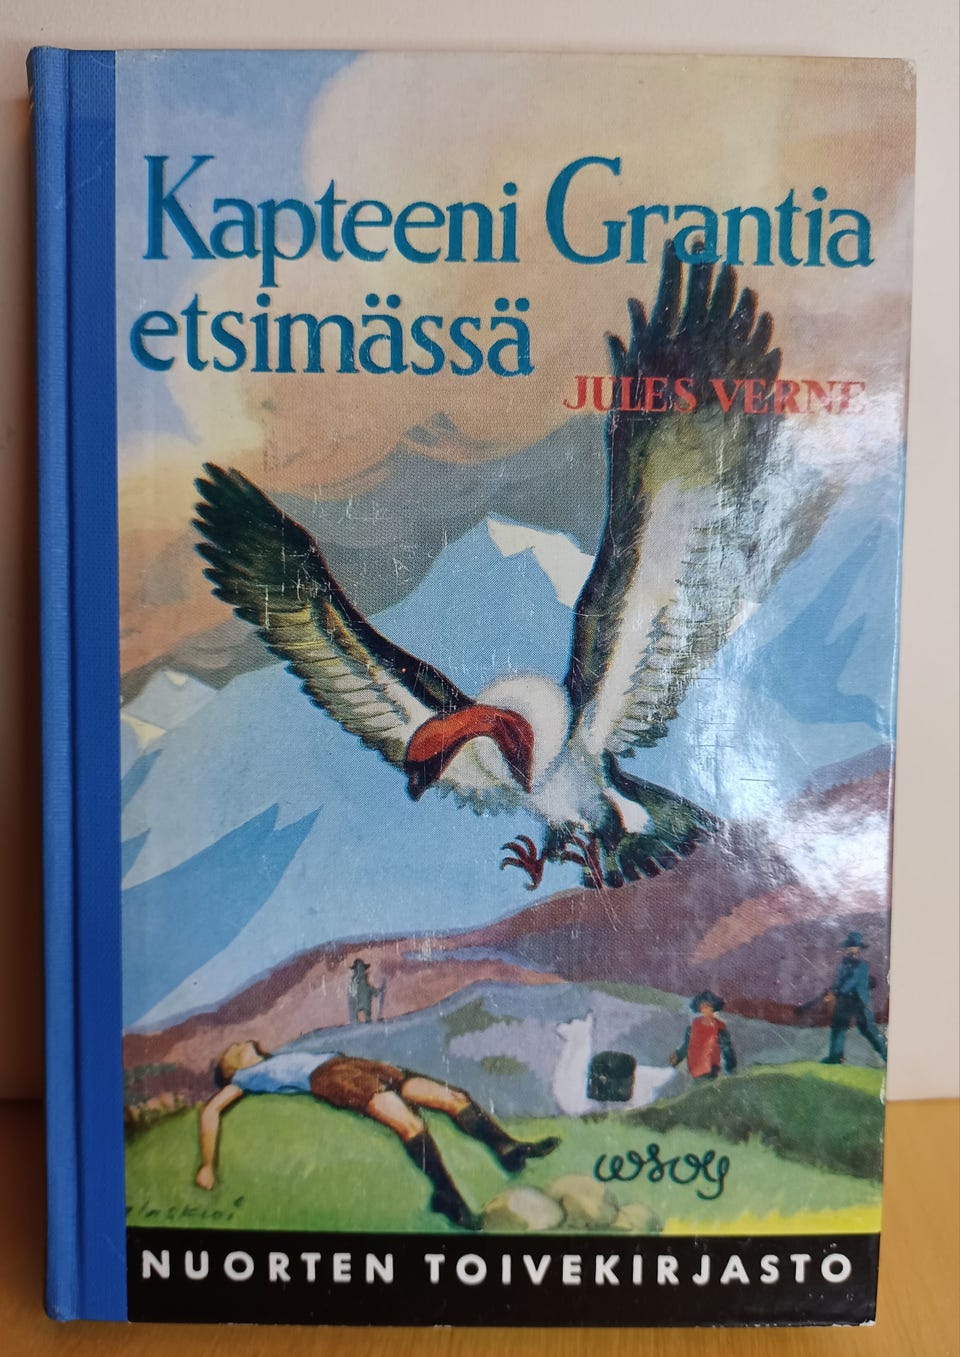 Kapteeni Grantia
etsimässä
JULES VERNE
wsoy
NUORTEN TOIVEKIRJASTO